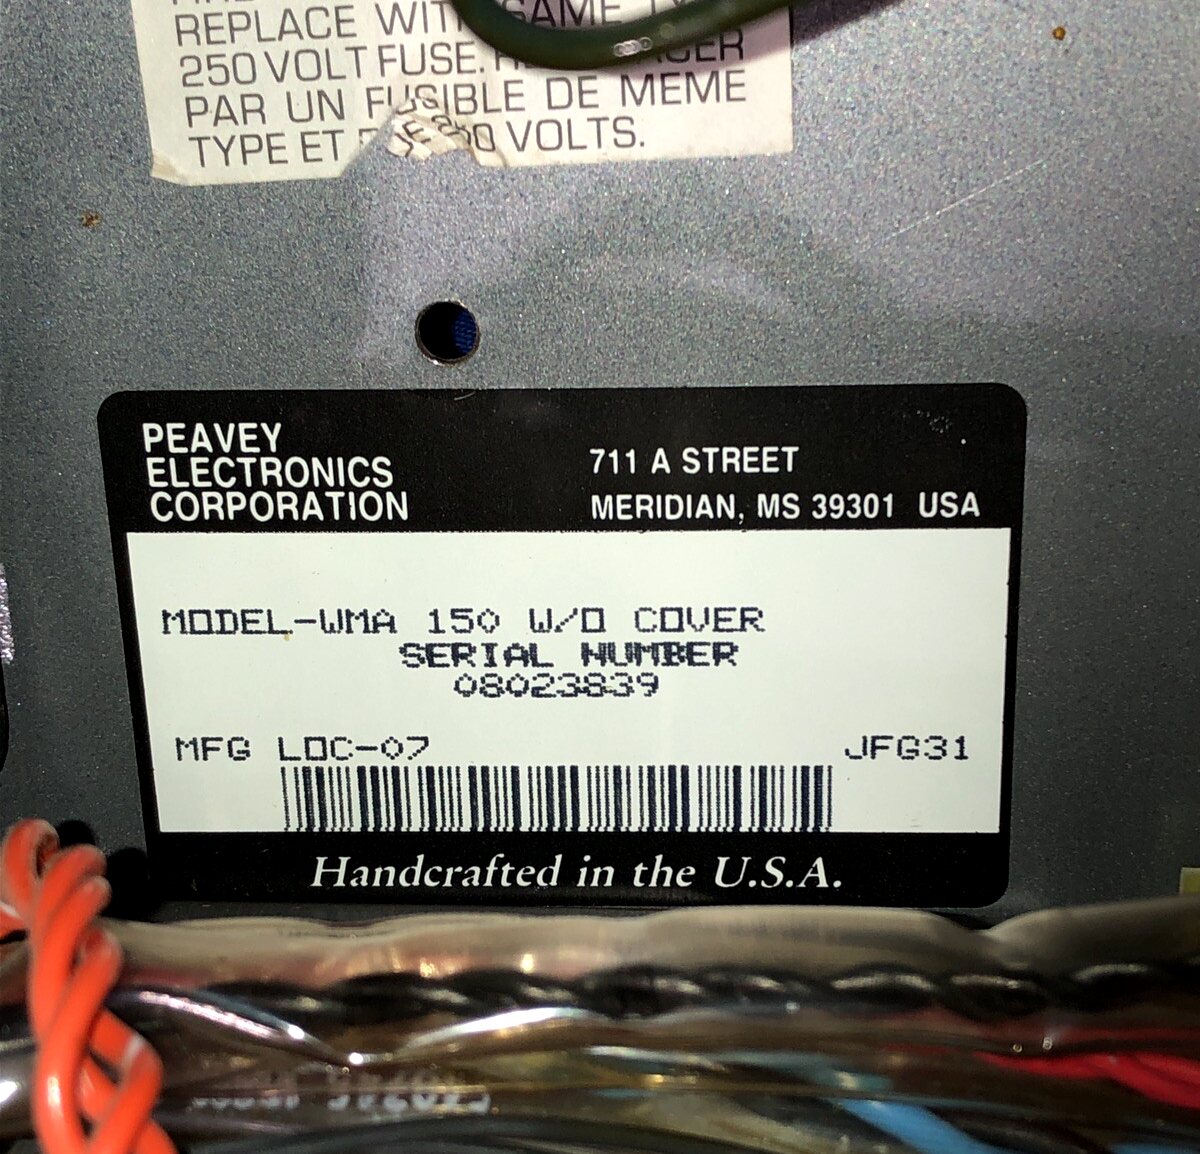 REPLACE WITH SAME
250 VOLT FUSE.
PAR UN FUSIBLE DE MEME
TYPE ET VOLTS.
PEAVEY
ELECTRONICS
CORPORATION
711 A STREET
MERIDIAN, MS 39301 USA
MODEL-WMA 150 W/O COVER
SERIAL NUMBER
08023839
MFG LOC-07
JFG31
Handcrafted in the U.S.A.